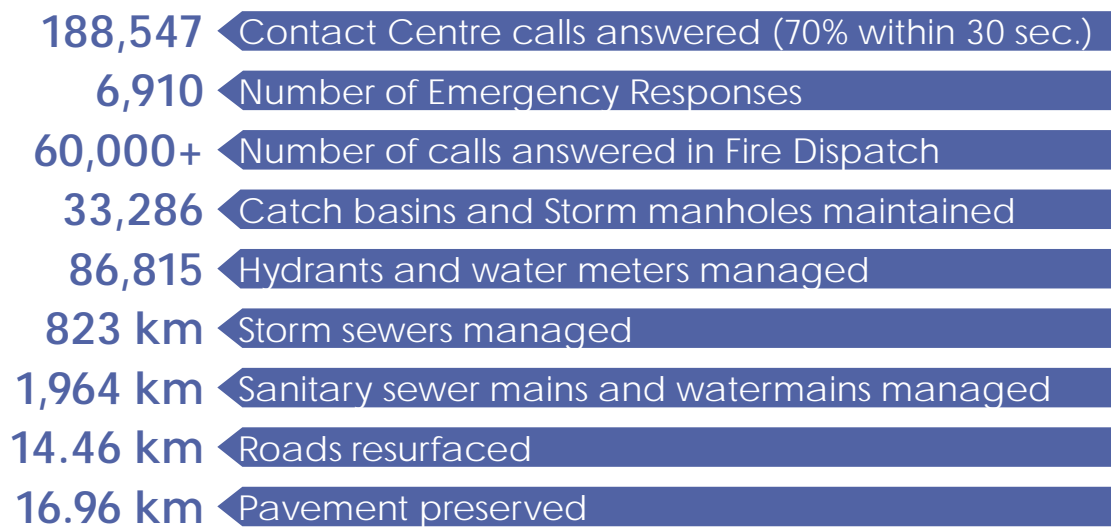 188,547 Contact Centre calls answered (70% within 30 sec.)
6,910 Number of Emergency Responses
60,000+ Number of calls answered in Fire Dispatch
33,286 Catch basins and Storm manholes maintained
86,815 Hydrants and water meters managed
823 km Storm sewers managed
1,964 km Sanitary sewer mains and watermains managed
14.46 km Roads resurfaced
16.96 km Pavement preserved